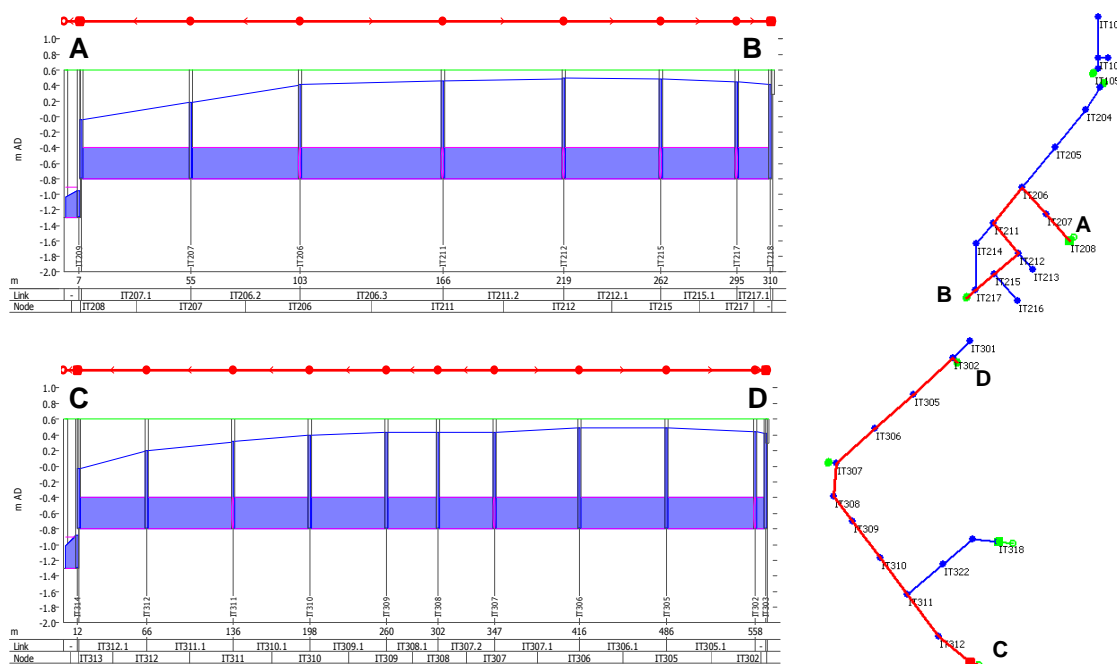 A B
1.0
0.8
0.6
0.4
0.2
-0.0
-0.2
-0.4
-0.6
-0.8
-1.0
-1.2
-1.4
-1.6
-1.8
-2.0
m AD
IT209 IT207 IT206 IT211 IT212 IT215 IT217 IT218
m 7 55 103 166 219 262 295 310
Link - IT207.1 IT206.2 IT206.3 IT211.2 IT212.1 IT215.1 IT217.1
Node IT208 IT207 IT206 IT211 IT212 IT215 IT217 -
IT10
IT10
IT105
IT204
IT205
IT206
IT207
A
IT208
IT211
IT214
IT212
IT213
IT215
B
IT217
IT216
C D
1.0
0.8
0.6
0.4
0.2
-0.0
-0.2
-0.4
-0.6
-0.8
-1.0
-1.2
-1.4
-1.6
-1.8
-2.0
m AD
IT314 IT312 IT311 IT310 IT309 IT308 IT307 IT306 IT305 IT302 IT303
m 12 66 136 198 260 302 347 416 486 558
Link - IT312.1 IT311.1 IT310.1 IT309.1 IT308.1 IT307.2 IT307.1 IT306.1 IT305.1 -
Node IT313 IT312 IT311 IT310 IT309 IT308 IT307 IT306 IT305 IT302
IT301
IT302
D
IT305
IT306
IT307
IT308
IT309
IT310
IT318
IT322
IT311
IT312
C